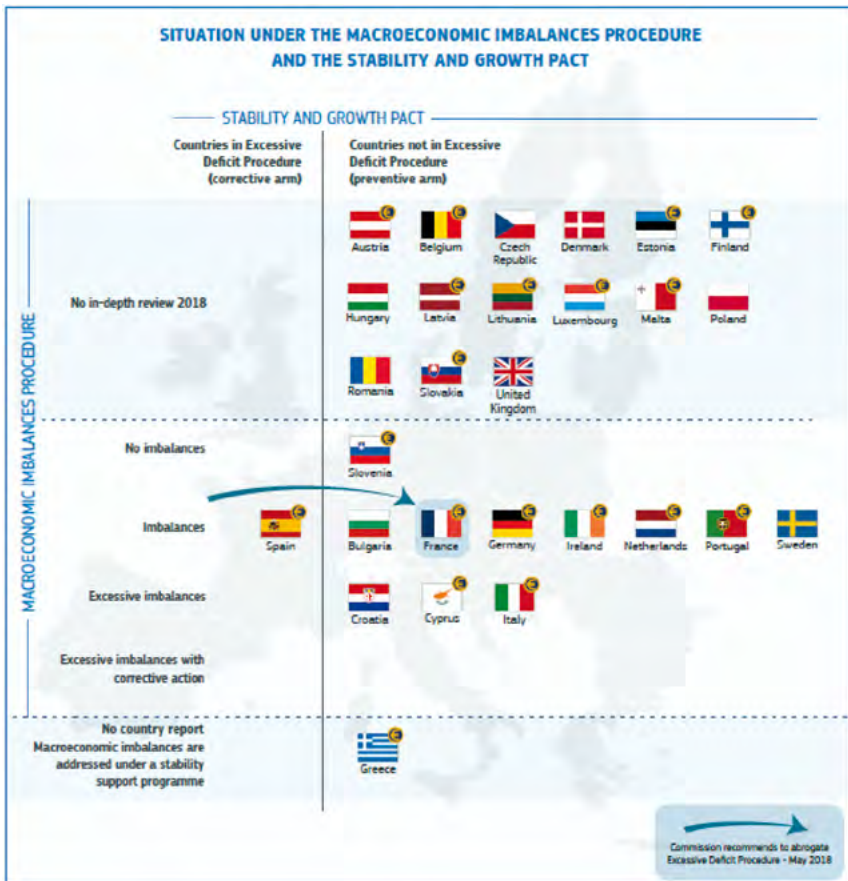 SITUATION UNDER THE MACROECONOMIC IMBALANCES PROCEDURE
AND THE STABILITY AND GROWTH PACT
STABILITY AND GROWTH PACT
Countries in Excessive
Deficit Procedure
(corrective arm)
Countries not in Excessive
Deficit Procedure
(preventive arm)
MACROECONOMIC IMBALANCES PROCEDURE
No in-depth review 2018
Austria
Belgium
Czech
Republic
Denmark
Estonia
Finland
Hungary
Latvia
Lithuania
Luxembourg
Malta
Poland
Romania
Slovakia
United
Kingdom
No imbalances
Slovenia
Imbalances
Spain
Bulgaria
France
Germany
Ireland
Netherlands
Portugal
Sweden
Excessive imbalances
Croatia
Cyprus
Italy
Excessive imbalances with
corrective action
No country report
Macroeconomic imbalances are
addressed under a stability
support programme
Greece
Commission recommends to abrogate
Excessive Deficit Procedure - May 2018